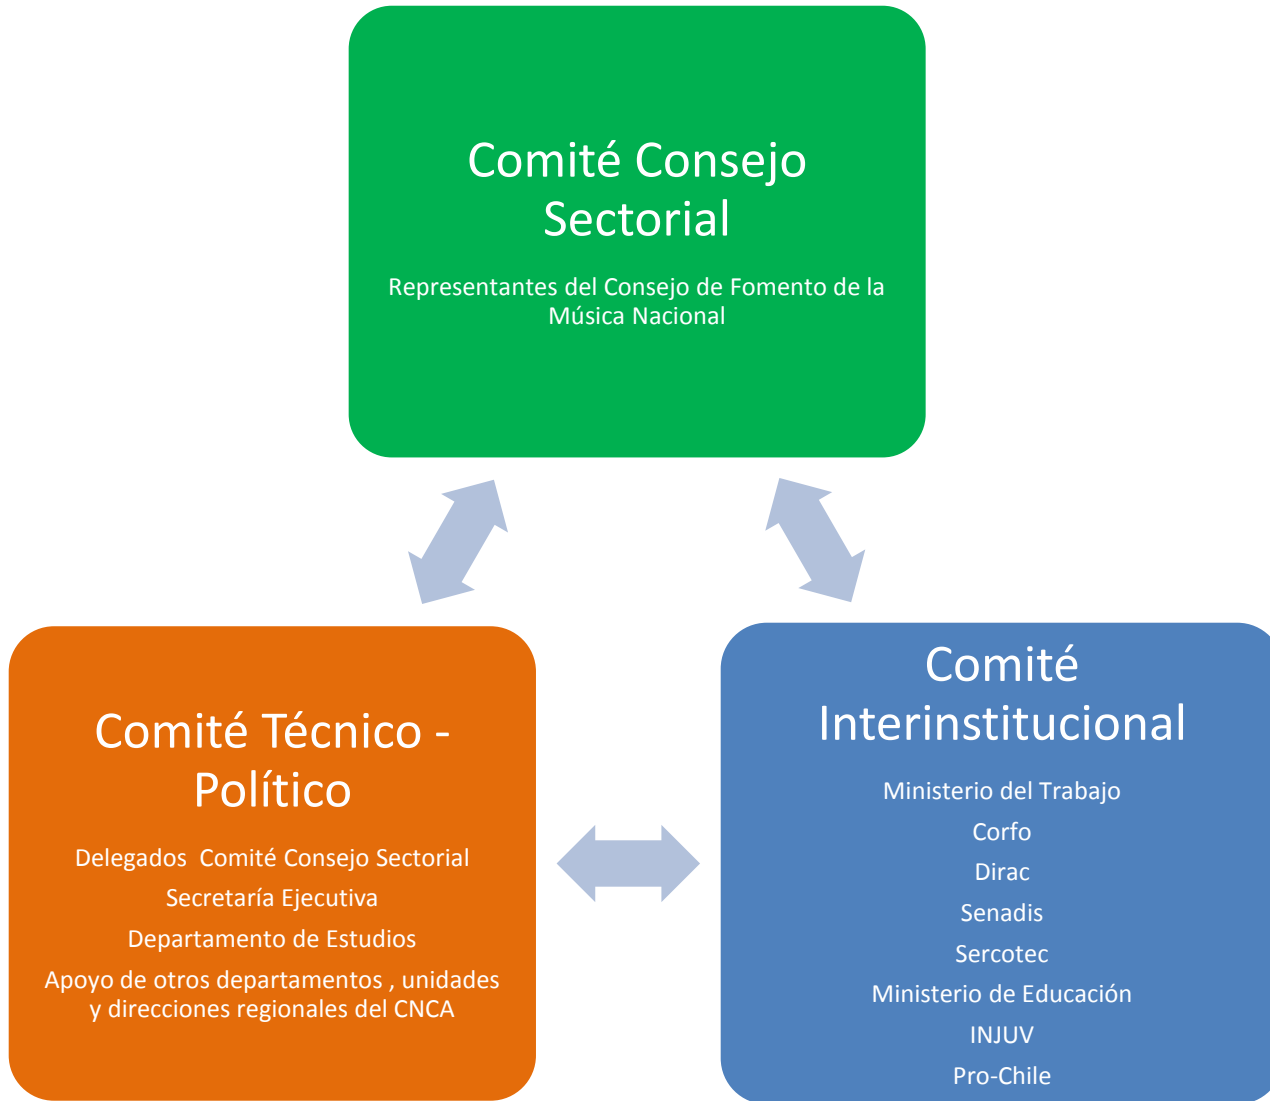 Comité Consejo
Sectorial
Representantes del Consejo de Fomento de la
Música Nacional
Comité Técnico -
Político
Delegados  Comité Consejo Sectorial
Secretaría Ejecutiva
Departamento de Estudios
Apoyo de otros departamentos , unidades
y direcciones regionales del CNCA
Comité
Interinstitucional
Ministerio del Trabajo
Corfo
Dirac
Senadis
Sercotec
Ministerio de Educación
INJUV
Pro-Chile